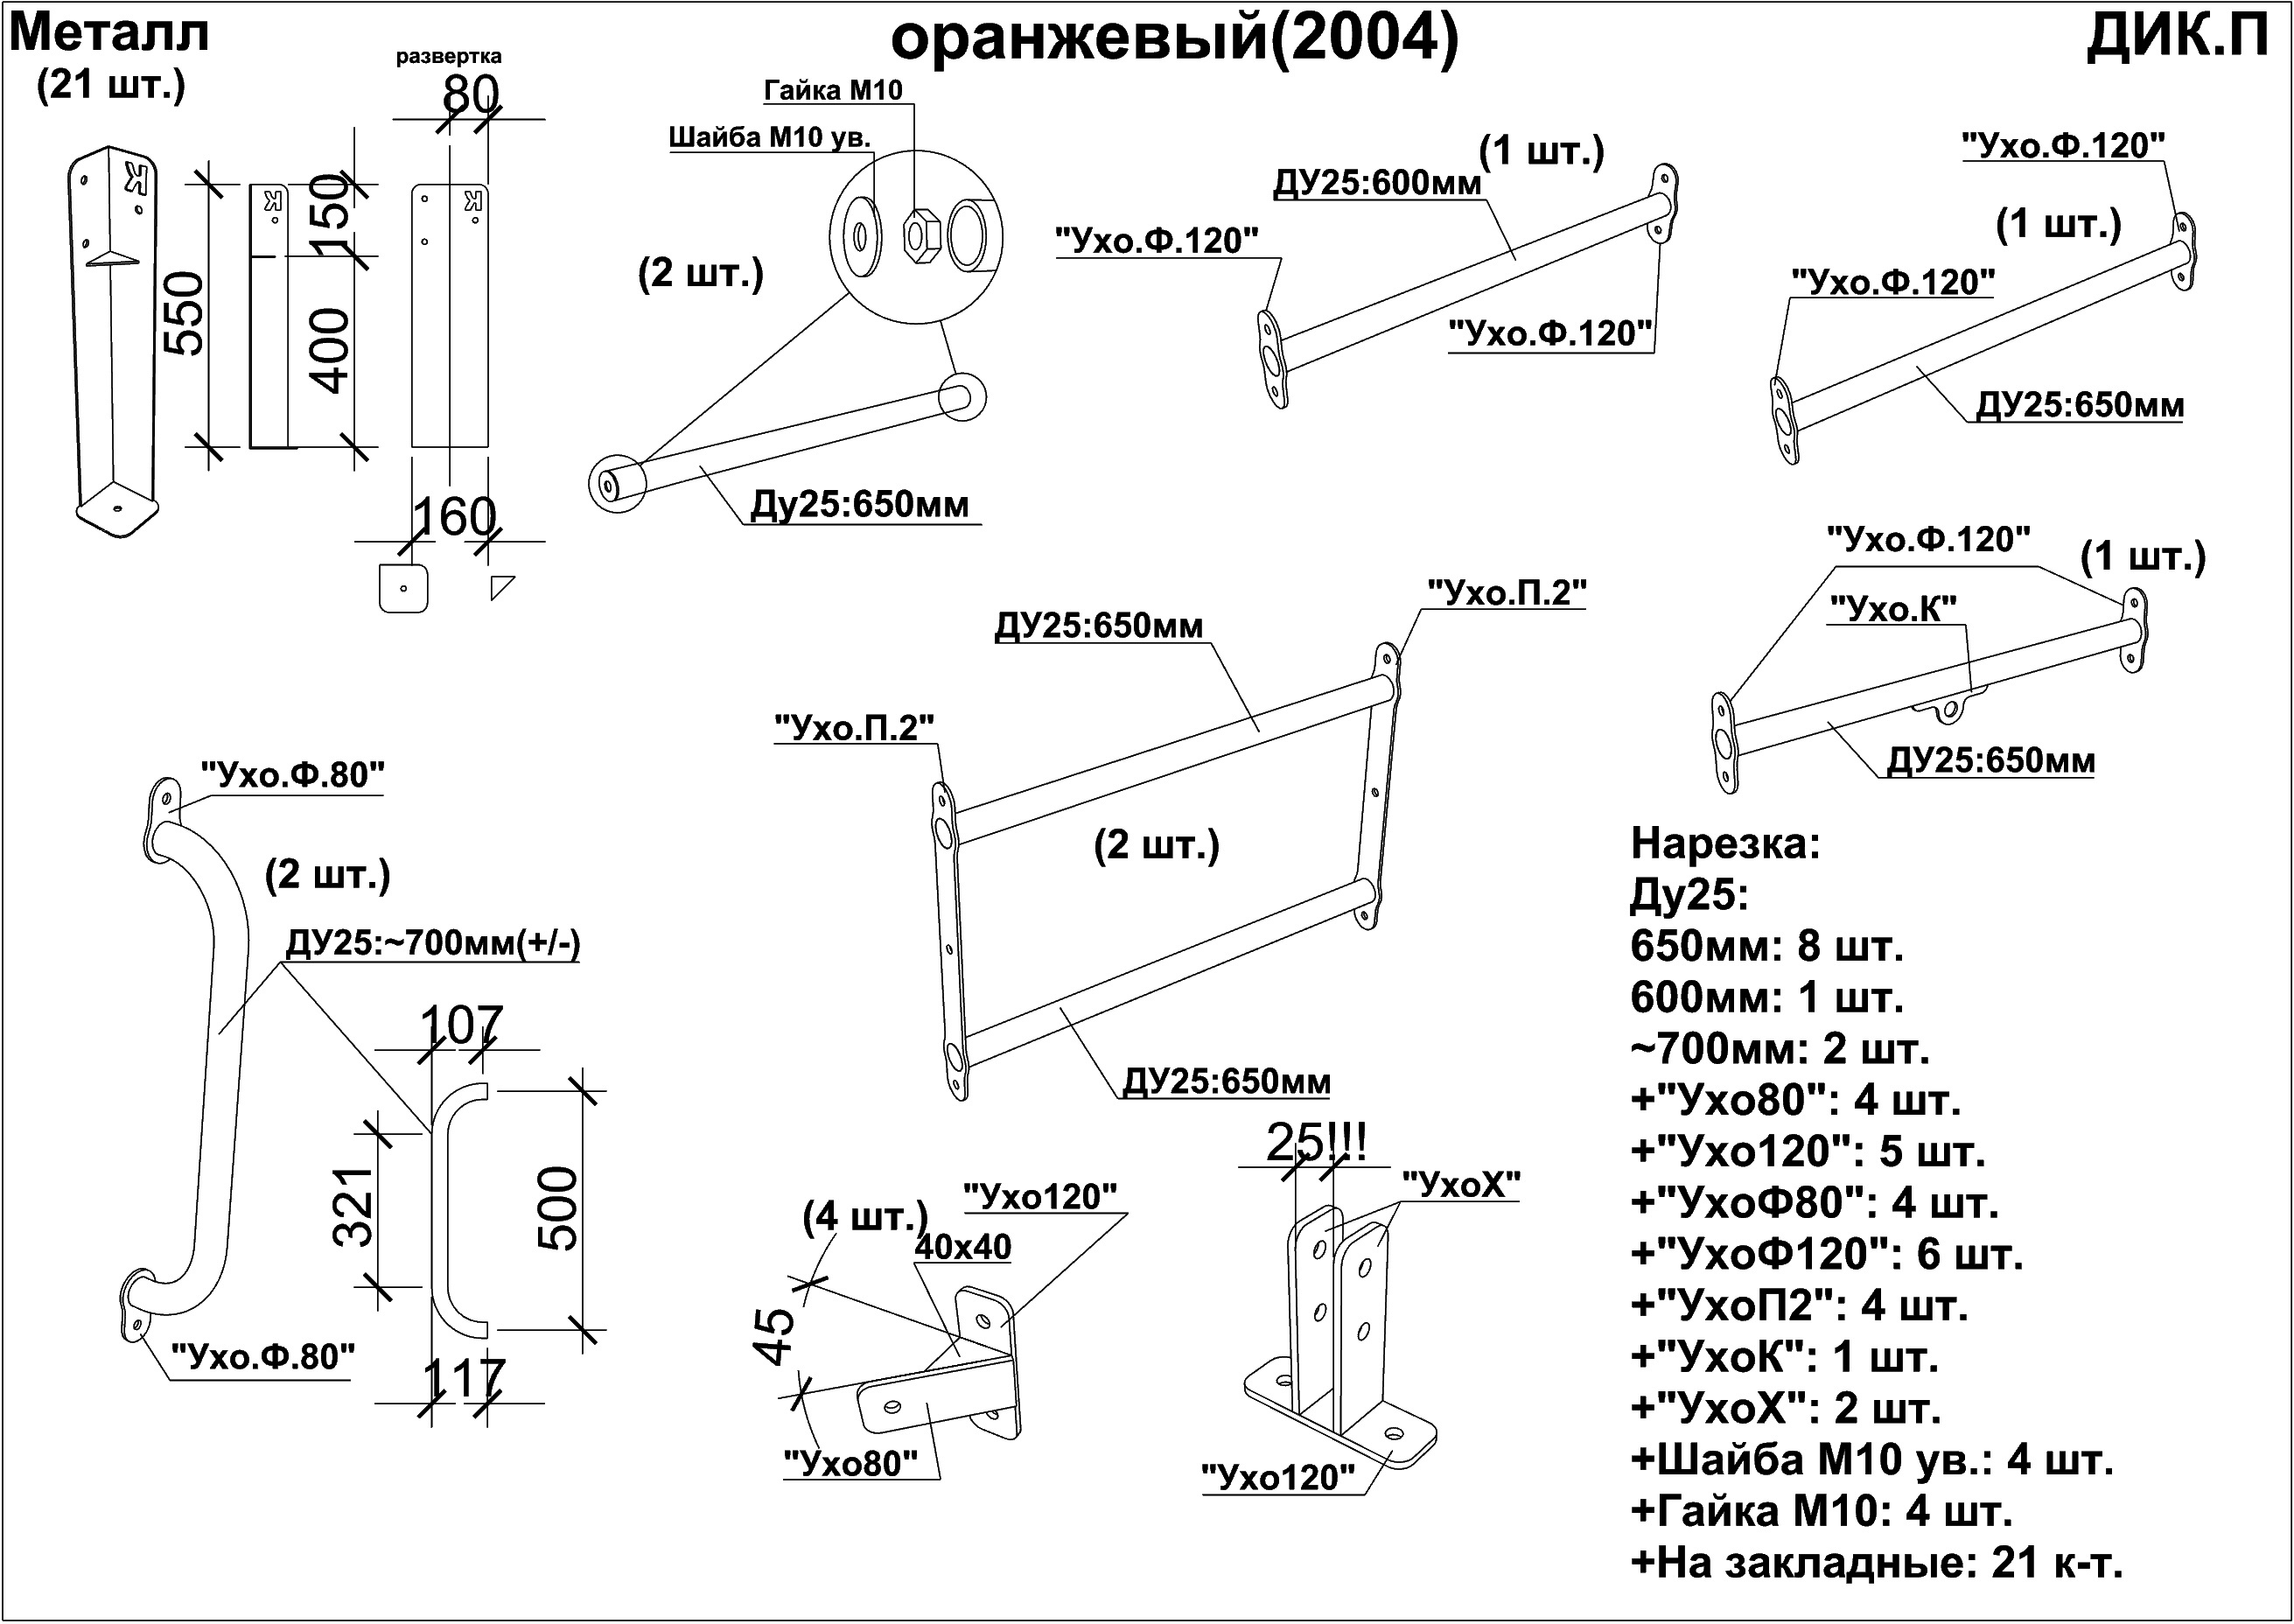 Металл
(21 шт.)
оранжевый(2004)
ДИК.П
развертка
80
K
K
K
550
150
400
160
Гайка М10
Шайба М10 ув.
(2 шт.)
Ду25:650мм
(1 шт.)
ДУ25:600мм
"Ухо.Ф.120"
"Ухо.Ф.120"
"Ухо.Ф.120"
(1 шт.)
"Ухо.Ф.120"
ДУ25:650мм
"Ухо.Ф.120"
(1 шт.)
"Ухо.К"
ДУ25:650мм
"Ухо.П.2"
ДУ25:650мм
"Ухо.П.2"
(2 шт.)
ДУ25:650мм
"Ухо.Ф.80"
(2 шт.)
ДУ25:~700мм(+/-)
107
321
500
117
"Ухо.Ф.80"
(4 шт.)
"Ухо120"
40х40
45
"Ухо80"
25!!!
"УхоХ"
"Ухо120"
Нарезка:
Ду25:
650мм: 8 шт.
600мм: 1 шт.
~700мм: 2 шт.
+"Ухо80": 4 шт.
+"Ухо120": 5 шт.
+"УхоФ80": 4 шт.
+"УхоФ120": 6 шт.
+"УхоП2": 4 шт.
+"УхоК": 1 шт.
+"УхоХ": 2 шт.
+Шайба М10 ув.: 4 шт.
+Гайка М10: 4 шт.
+На закладные: 21 к-т.